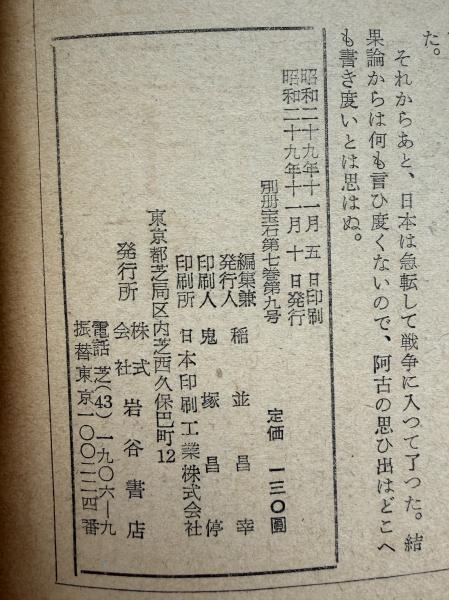 た。
それからあと、日本は急転して戦争に入つて了つた。結
果論からは何も言ひ度くないので、阿古の思ひ出はどこへ
も書き度いとは思はぬ。
昭和二十九年十一月　五　日印刷
昭和二十九年十一月　十　日発行
別册宝石第七巻第九号
定価　一三〇圓
編集兼
発行人　稲並昌幸
印刷人　鬼塚昌停
印刷所　日本印刷工業株式会社
東京都芝局区内芝西久保巴町12
発行所　株式会社　岩谷書店
電話　芝(43)　一九〇六―九
振替東京一〇〇二二四番